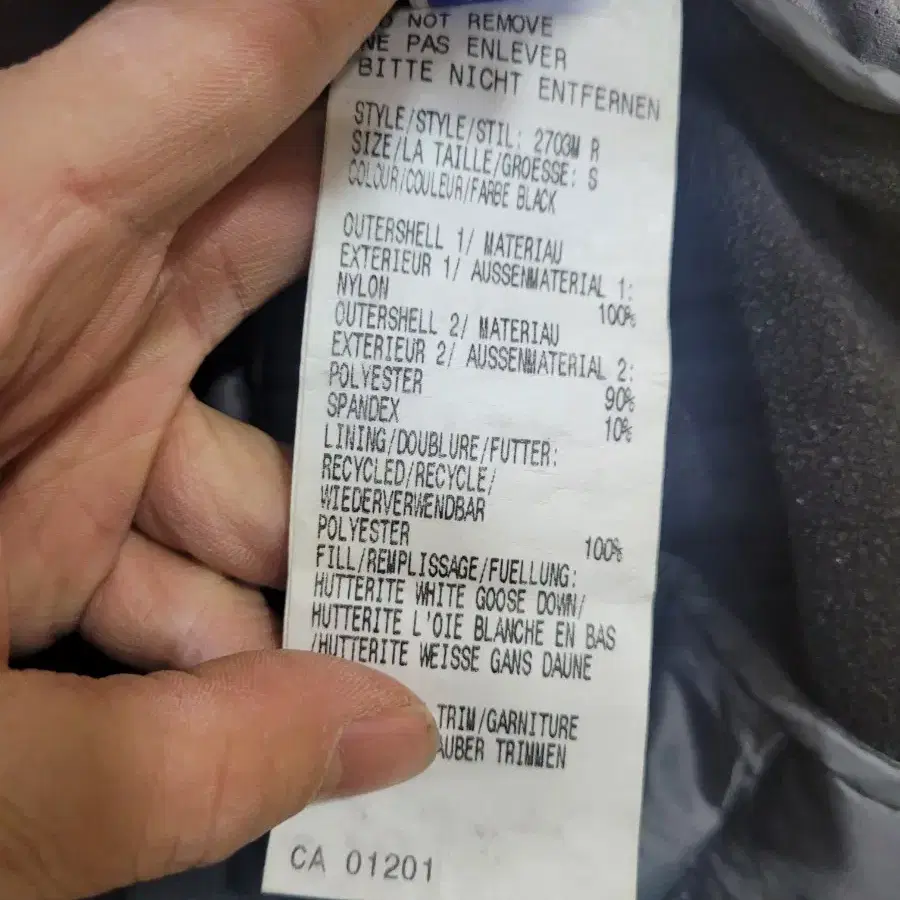 NOT REMOVE
NE PAS ENLEVER
BITTE NICHT ENTFERNEN
STYLE/STYLE/STIL: 2703M R
SIZE/LA TAILLE/GROESSE: S
COLOUR/COULEUR/FARBE BLACK
OUTERSHELL 1/ MATERIAU
EXTERIEUR 1/ AUSSENMATERIAL 1:
NYLON 100%
OUTERSHELL 2/ MATERIAU
EXTERIEUR 2/ AUSSENMATERIAL 2:
POLYESTER 90%
SPANDEX 10%
LINING/DOUBLURE/FUTTER:
RECYCLED/RECYCLE/
WIEDERVERWENDBAR
POLYESTER 100%
FILL/REMPLISSAGE/FUELLUNG:
HUTTERITE WHITE GOOSE DOWN/
HUTTERITE L'OIE BLANCHE EN BAS
/HUTTERITE WEISSE GANS DAUNE
TRIM/GARNITURE
AUBER TRIMMEN
CA 01201